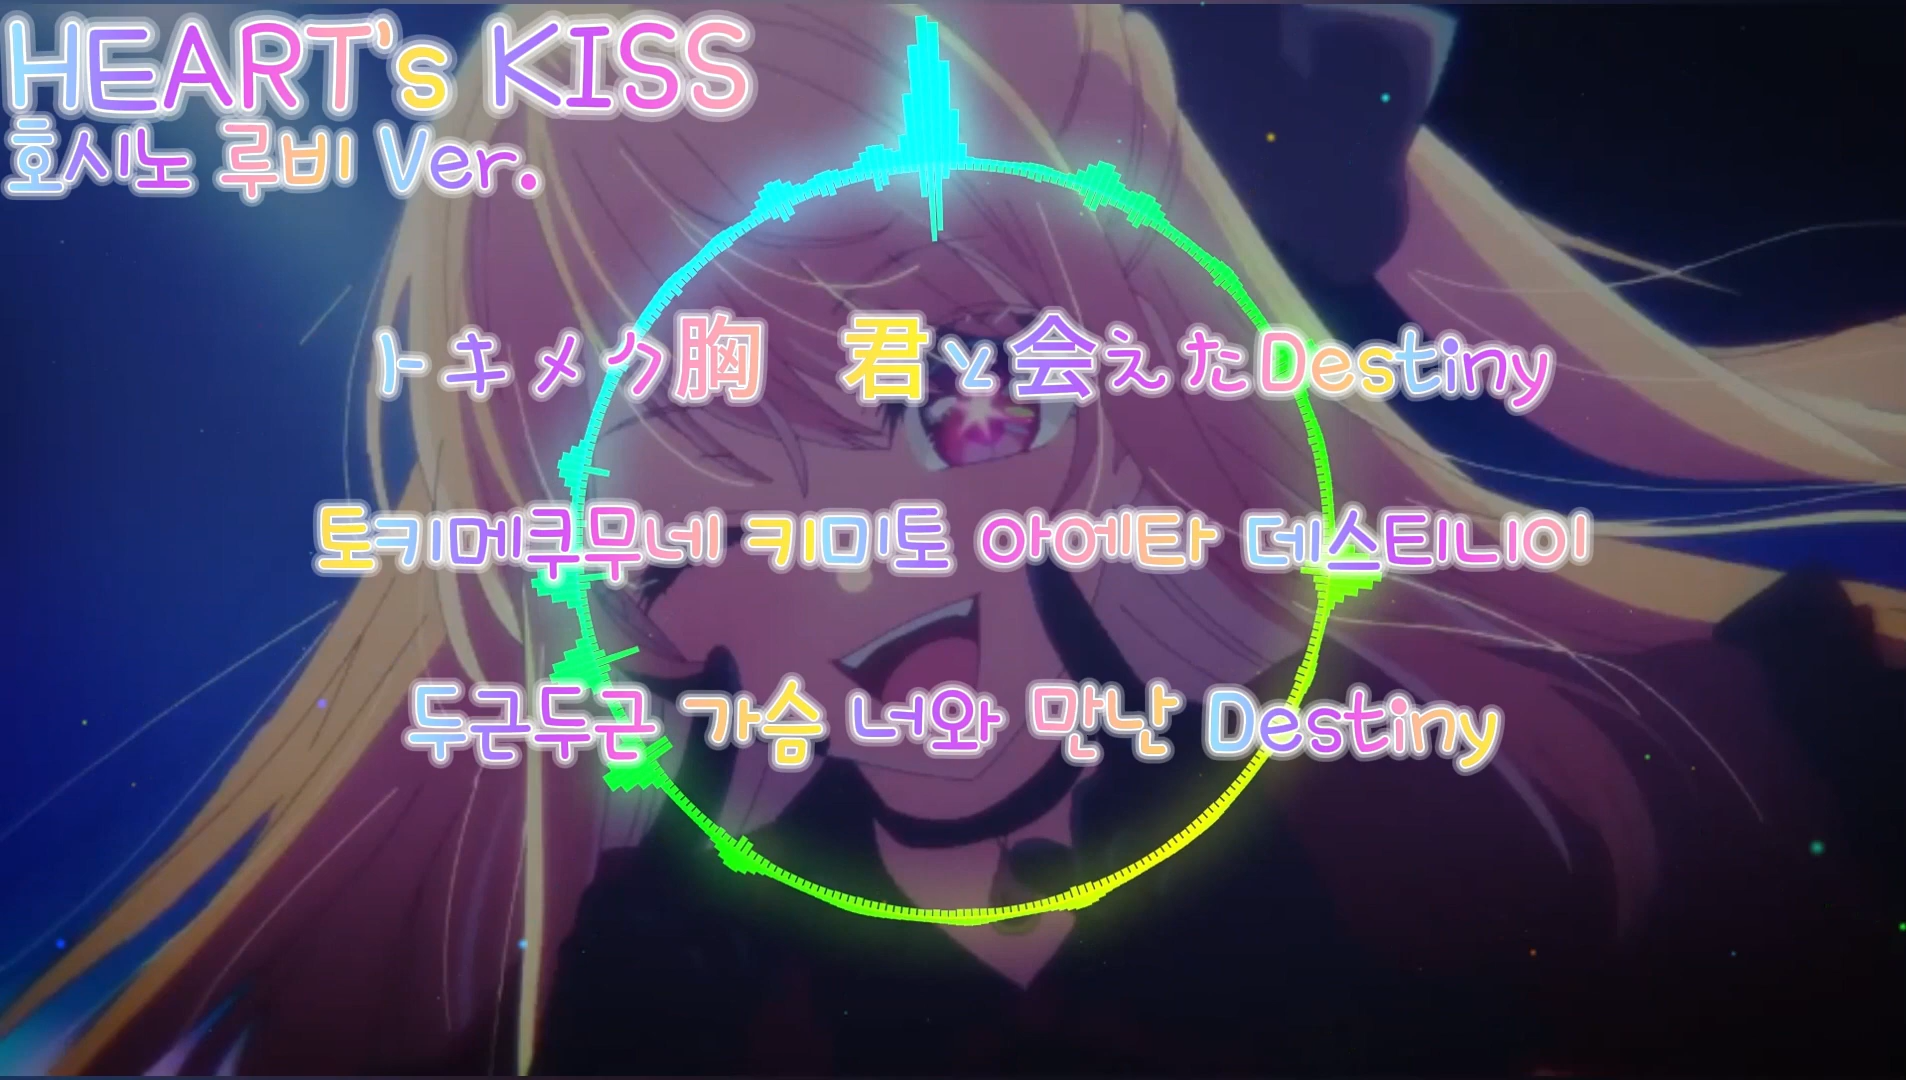 HEART's KISS
호시노 루비 Ver.
トキメク胸　君と会えたDestiny
토키메쿠무네 키미토 아에타 데스티니이
두근두근 가슴 너와 만난 Destiny